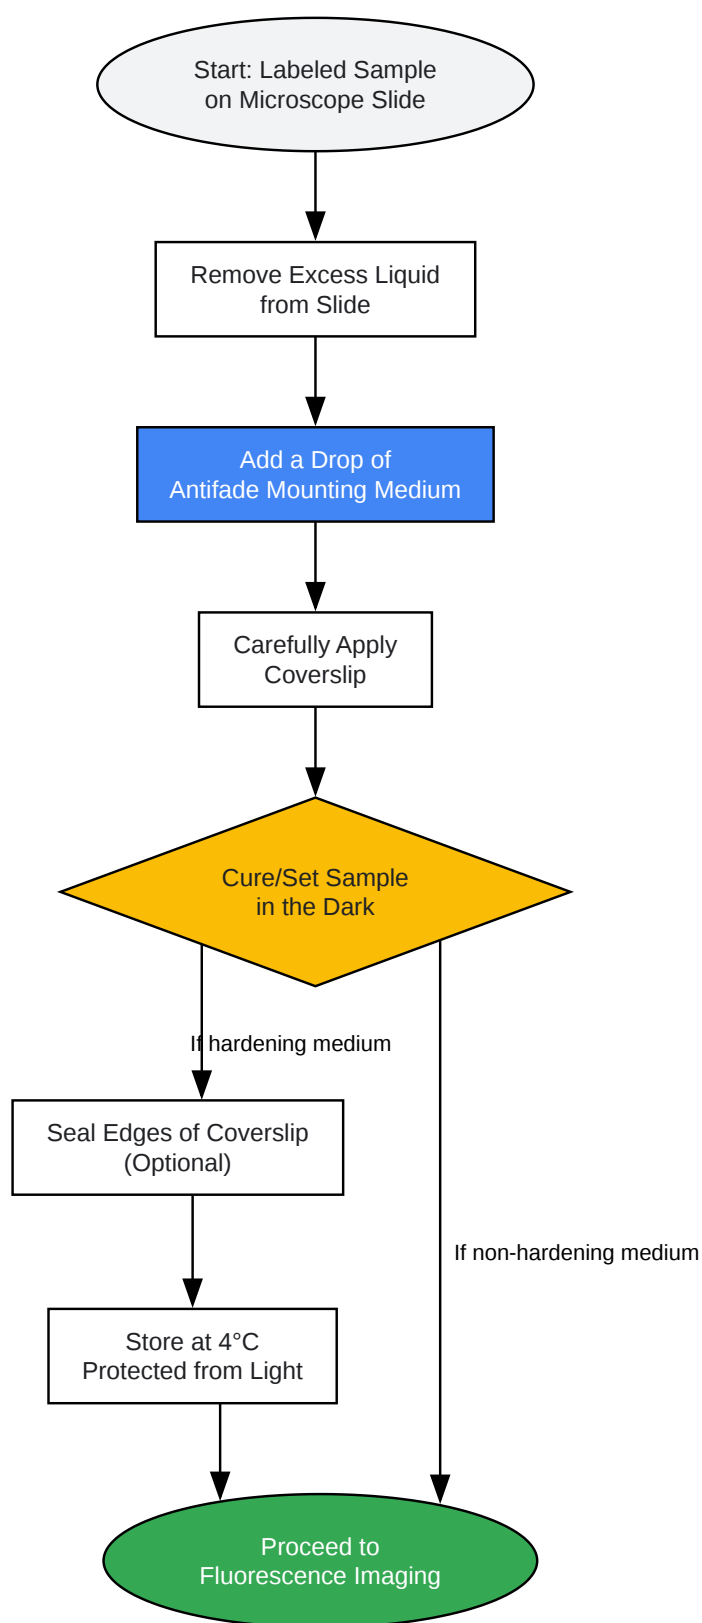 Start: Labeled Sample
on Microscope Slide
Remove Excess Liquid
from Slide
Add a Drop of
Antifade Mounting Medium
Carefully Apply
Coverslip
Cure/Set Sample
in the Dark
If hardening medium
Seal Edges of Coverslip
(Optional)
If non-hardening medium
Store at 4°C
Protected from Light
Proceed to
Fluorescence Imaging